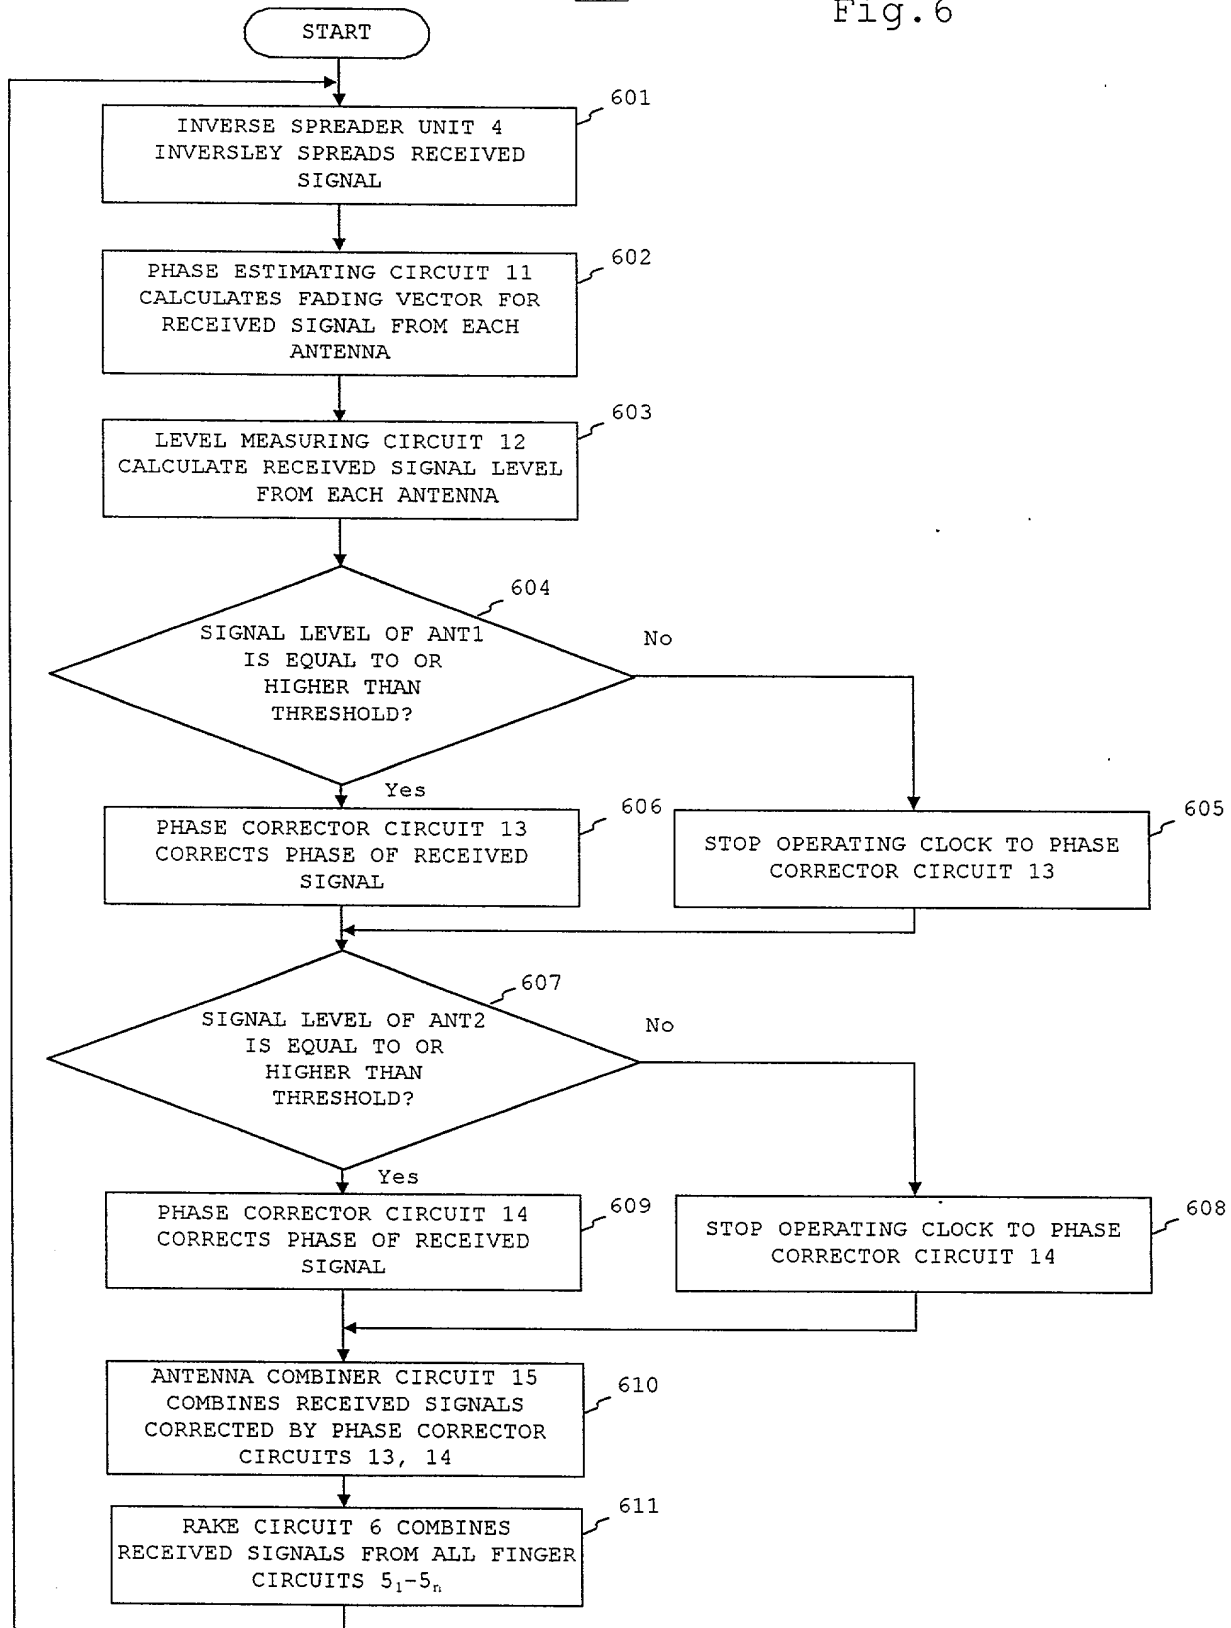 Fig.6
START
601
INVERSE SPREADER UNIT 4
INVERSLEY SPREADS RECEIVED
SIGNAL
602
PHASE ESTIMATING CIRCUIT 11
CALCULATES FADING VECTOR FOR
RECEIVED SIGNAL FROM EACH
ANTENNA
603
LEVEL MEASURING CIRCUIT 12
CALCULATE RECEIVED SIGNAL LEVEL
FROM EACH ANTENNA
604
SIGNAL LEVEL OF ANT1
IS EQUAL TO OR
HIGHER THAN
THRESHOLD?
No
Yes
606
PHASE CORRECTOR CIRCUIT 13
CORRECTS PHASE OF RECEIVED
SIGNAL
605
STOP OPERATING CLOCK TO PHASE
CORRECTOR CIRCUIT 13
607
SIGNAL LEVEL OF ANT2
IS EQUAL TO OR
HIGHER THAN
THRESHOLD?
No
Yes
609
PHASE CORRECTOR CIRCUIT 14
CORRECTS PHASE OF RECEIVED
SIGNAL
608
STOP OPERATING CLOCK TO PHASE
CORRECTOR CIRCUIT 14
610
ANTENNA COMBINER CIRCUIT 15
COMBINES RECEIVED SIGNALS
CORRECTED BY PHASE CORRECTOR
CIRCUITS 13, 14
611
RAKE CIRCUIT 6 COMBINES
RECEIVED SIGNALS FROM ALL FINGER
CIRCUITS 5₁-5ₙ